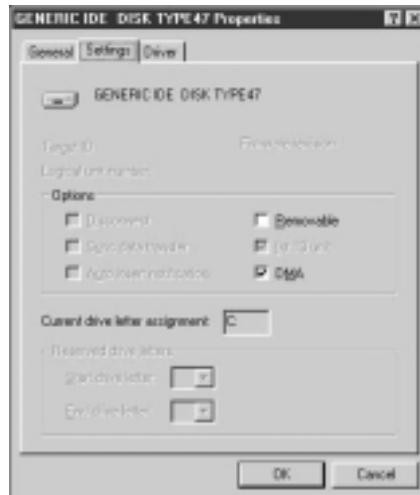 GENERIC IDE DISK TYPE47 Properties
General Settings Driver
GENERIC IDE DISK TYPE47
Target ID: Firmware revision:
Logical unit number:
Options
Disconnect Removable
Sync data transfer Int 13 unit
Auto insert notification DMA
Current drive letter assignment: C:
Reserved drive letters
Start drive letter:
End drive letter:
OK Cancel